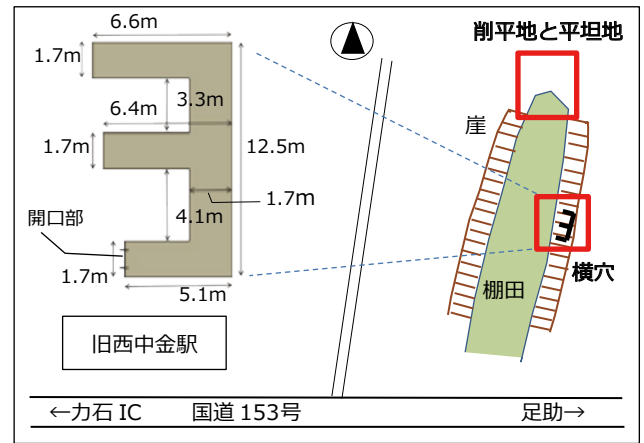 6.6m
1.7m
3.3m
6.4m
1.7m
12.5m
1.7m
4.1m
開口部
1.7m
5.1m
旧西中金駅
削平地と平坦地
崖
横穴
棚田
←力石 IC 国道 153号 足助→